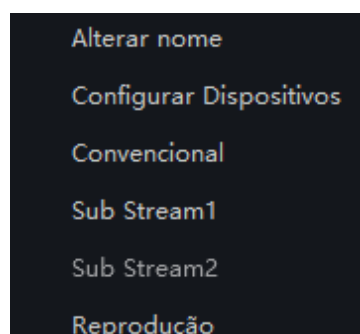 Alterar nome
Configurar Dispositivos
Convencional
Sub Stream1
Sub Stream2
Reprodução